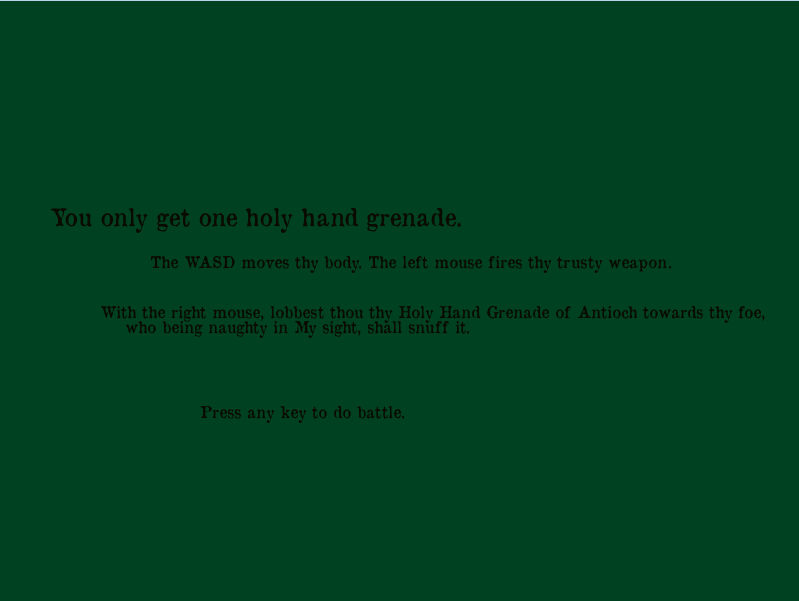 You only get one holy hand grenade.
The WASD moves thy body. The left mouse fires thy trusty weapon.
With the right mouse, lobbest thou thy Holy Hand Grenade of Antioch towards thy foe,
who being naughty in My sight, shall snuff it.
Press any key to do battle.